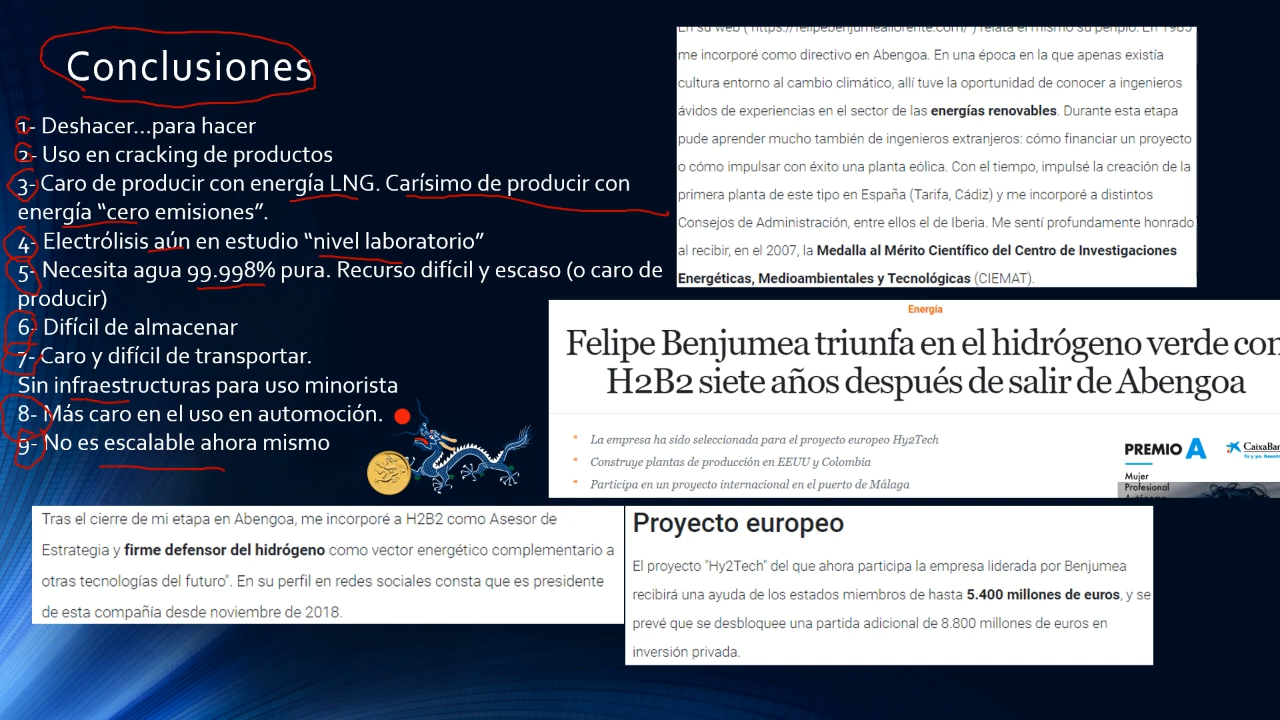 Conclusiones
1- Deshacer...para hacer
2- Uso en cracking de productos
3- Caro de producir con energía LNG. Carísimo de producir con
energía “cero emisiones”.
4- Electrólisis aún en estudio “nivel laboratorio”
5- Necesita agua 99.998% pura. Recurso difícil y escaso (o caro de
producir)
6- Difícil de almacenar
7- Caro y difícil de transportar.
Sin infraestructuras para uso minorista
8- Más caro en el uso en automoción.
9- No es escalable ahora mismo
En su web ("https://felipebenjumeallorente.com/") relata él mismo su periplo. En 1983
me incorporé como directivo en Abengoa. En una época en la que apenas existía
cultura entorno al cambio climático, allí tuve la oportunidad de conocer a ingenieros
ávidos de experiencias en el sector de las energías renovables. Durante esta etapa
pude aprender mucho también de ingenieros extranjeros: cómo financiar un proyecto
o cómo impulsar con éxito una planta eólica. Con el tiempo, impulsé la creación de la
primera planta de este tipo en España (Tarifa, Cádiz) y me incorporé a distintos
Consejos de Administración, entre ellos el de Iberia. Me sentí profundamente honrado
al recibir, en el 2007, la Medalla al Mérito Científico del Centro de Investigaciones
Energéticas, Medioambientales y Tecnológicas (CIEMAT).
Energía
Felipe Benjumea triunfa en el hidrógeno verde con
H2B2 siete años después de salir de Abengoa
La empresa ha sido seleccionada para el proyecto europeo Hy2Tech
Construye plantas de producción en EEUU y Colombia
Participa en un proyecto internacional en el puerto de Málaga
PREMIO A
CaixaBan
Mujer
Profesional
Tras el cierre de mi etapa en Abengoa, me incorporé a H2B2 como Asesor de
Estrategia y firme defensor del hidrógeno como vector energético complementario a
otras tecnologías del futuro". En su perfil en redes sociales consta que es presidente
de esta compañía desde noviembre de 2018.
Proyecto europeo
El proyecto "Hy2Tech" del que ahora participa la empresa liderada por Benjumea
recibirá una ayuda de los estados miembros de hasta 5.400 millones de euros, y se
prevé que se desbloquee una partida adicional de 8.800 millones de euros en
inversión privada.